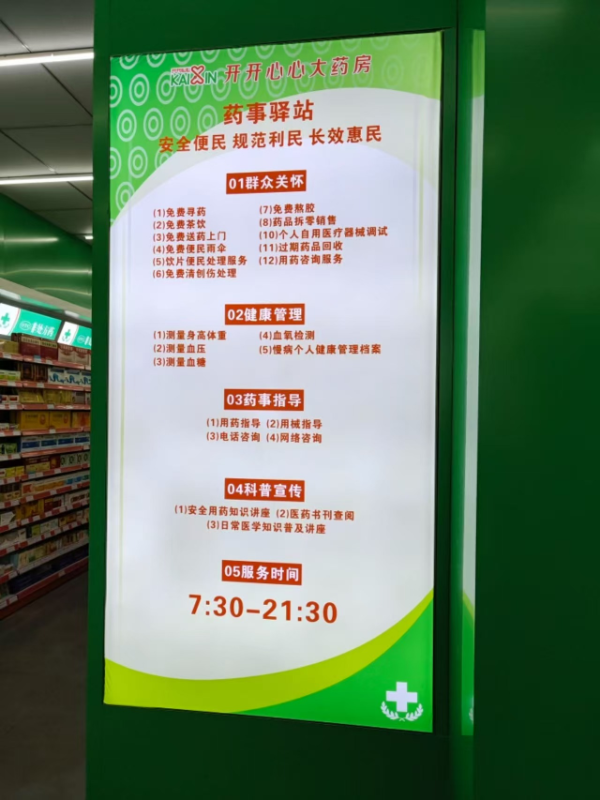 KAIXIN 开开心心大药房
药事驿站
安全便民 规范利民 长效惠民
01群众关怀
(1)免费寻药
(2)免费茶饮
(3)免费送药上门
(4)免费便民雨伞
(5)饮片便民处理服务
(6)免费清创伤处理
(7)免费熬胶
(8)药品拆零销售
(10)个人自用医疗器械调试
(11)过期药品回收
(12)用药咨询服务
02健康管理
(1)测量身高体重
(2)测量血压
(3)测量血糖
(4)血氧检测
(5)慢病个人健康管理档案
03药事指导
(1)用药指导 (2)用械指导
(3)电话咨询 (4)网络咨询
04科普宣传
(1)安全用药知识讲座 (2)医药书刊查阅
(3)日常医学知识普及讲座
05服务时间
7:30-21:30